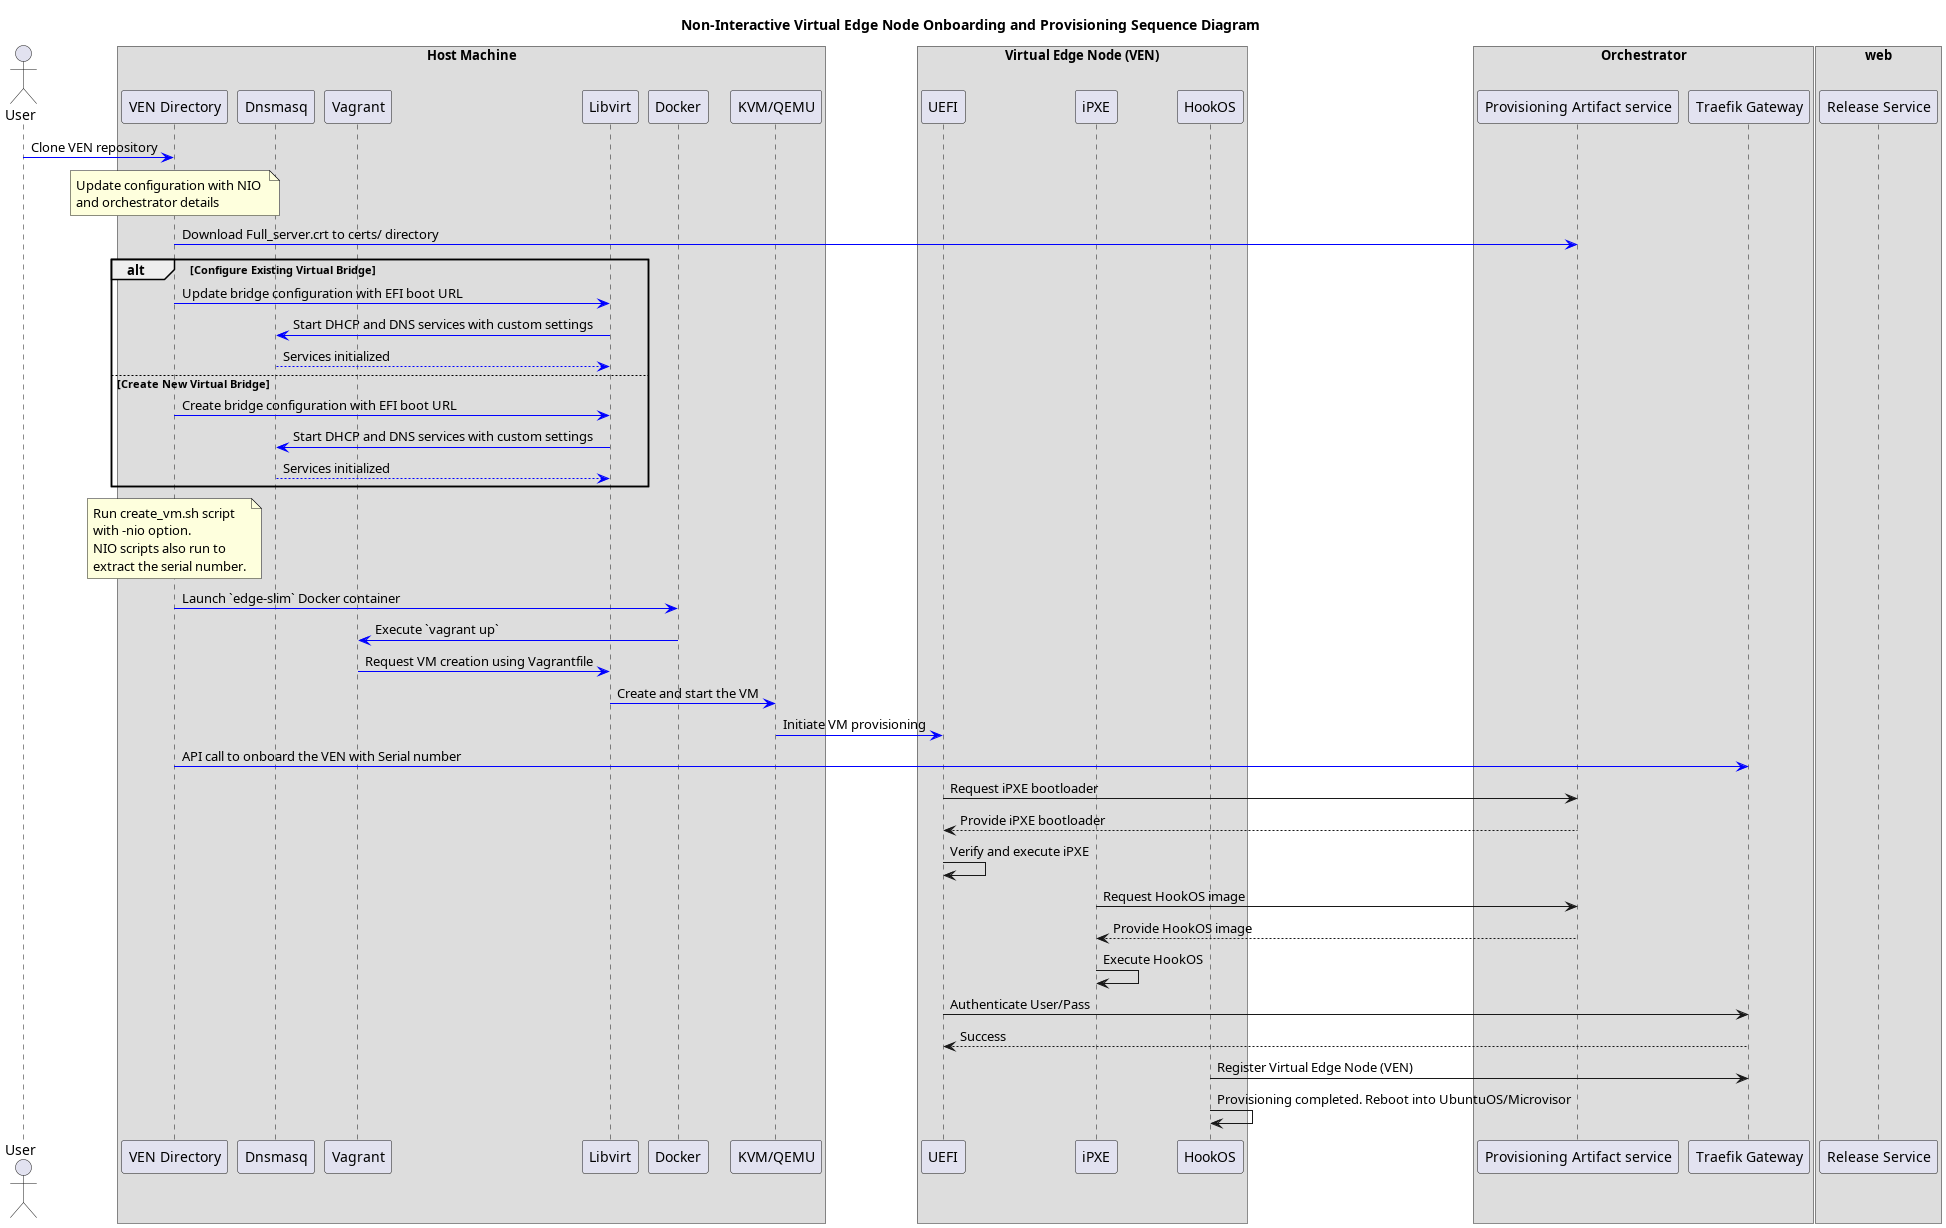 Non-Interactive Virtual Edge Node Onboarding and Provisioning Sequence Diagram
Host Machine
Virtual Edge Node (VEN)
Orchestrator
web
User
VEN Directory
Dnsmasq
Vagrant
Libvirt
Docker
KVM/QEMU
UEFI
iPXE
HookOS
Provisioning Artifact service
Traefik Gateway
Release Service
Clone VEN repository
Update configuration with NIO
and orchestrator details
Download Full_server.crt to certs/ directory
alt
[Configure Existing Virtual Bridge]
Update bridge configuration with EFI boot URL
Start DHCP and DNS services with custom settings
Services initialized
[Create New Virtual Bridge]
Create bridge configuration with EFI boot URL
Start DHCP and DNS services with custom settings
Services initialized
Run create_vm.sh script
with -nio option.
NIO scripts also run to
extract the serial number.
Launch `edge-slim` Docker container
Execute `vagrant up`
Request VM creation using Vagrantfile
Create and start the VM
Initiate VM provisioning
API call to onboard the VEN with Serial number
Request iPXE bootloader
Provide iPXE bootloader
Verify and execute iPXE
Request HookOS image
Provide HookOS image
Execute HookOS
Authenticate User/Pass
Success
Register Virtual Edge Node (VEN)
Provisioning completed. Reboot into UbuntuOS/Microvisor
User
VEN Directory
Dnsmasq
Vagrant
Libvirt
Docker
KVM/QEMU
UEFI
iPXE
HookOS
Provisioning Artifact service
Traefik Gateway
Release Service